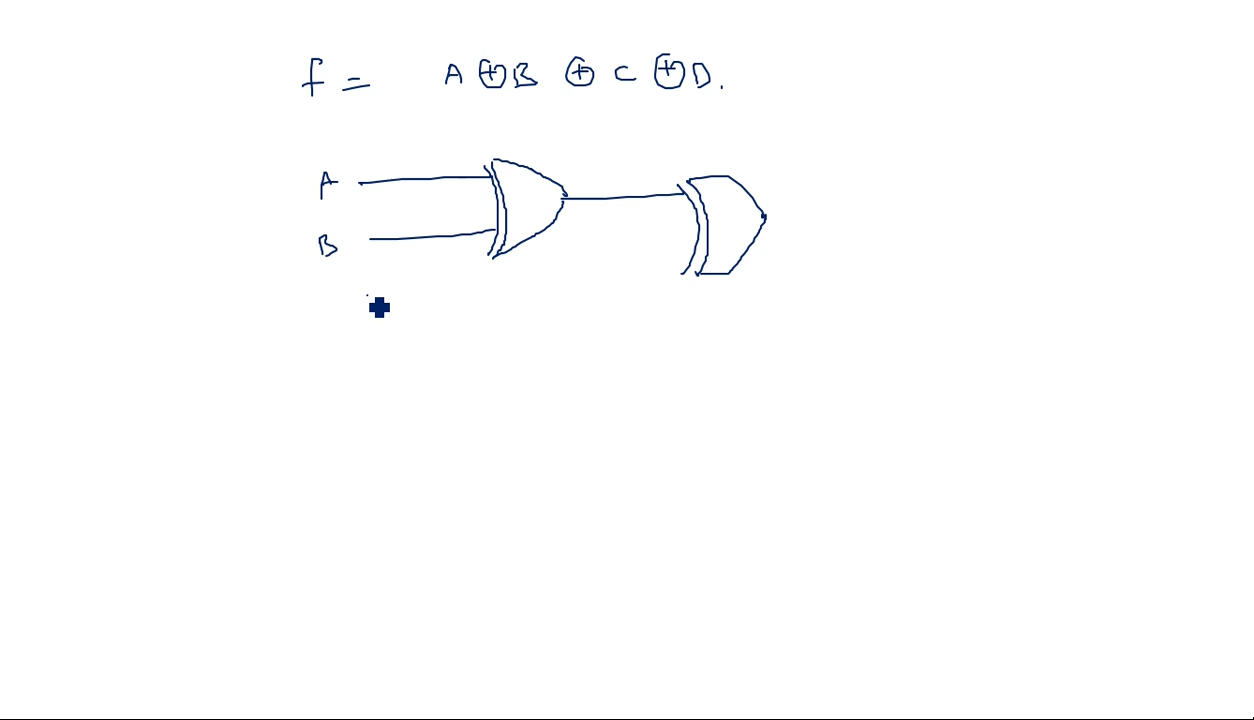 f = A ⊕ B ⊕ C ⊕ D.
A
B